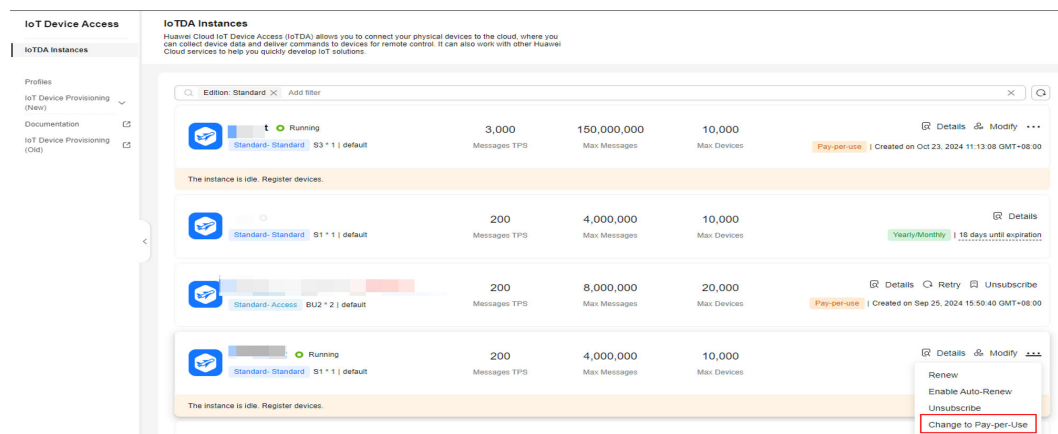 IoT Device Access
IoTDA Instances
Profiles
IoT Device Provisioning
(New)
Documentation
IoT Device Provisioning
(Old)
IoTDA Instances
Huawei Cloud IoT Device Access (IoTDA) allows you to connect your physical devices to the cloud, where you
can collect device data and deliver commands to devices for remote control. It can also work with other Huawei
Cloud services to help you quickly develop IoT solutions.
Edition: Standard × Add filter
t Running
Standard- Standard S3 * 1 | default
3,000
Messages TPS
150,000,000
Max Messages
10,000
Max Devices
Details Modify ...
Pay-per-use | Created on Oct 23, 2024 11:13:08 GMT+08:00
The instance is idle. Register devices.
Standard- Standard S1 * 1 | default
200
Messages TPS
4,000,000
Max Messages
10,000
Max Devices
Details
Yearly/Monthly | 18 days until expiration
Standard- Access BU2 * 2 | default
200
Messages TPS
8,000,000
Max Messages
20,000
Max Devices
Details Retry Unsubscribe
Pay-per-use | Created on Sep 25, 2024 15:50:40 GMT+08:00
Running
Standard- Standard S1 * 1 | default
200
Messages TPS
4,000,000
Max Messages
10,000
Max Devices
Details Modify ...
The instance is idle. Register devices.
Renew
Enable Auto-Renew
Unsubscribe
Change to Pay-per-Use